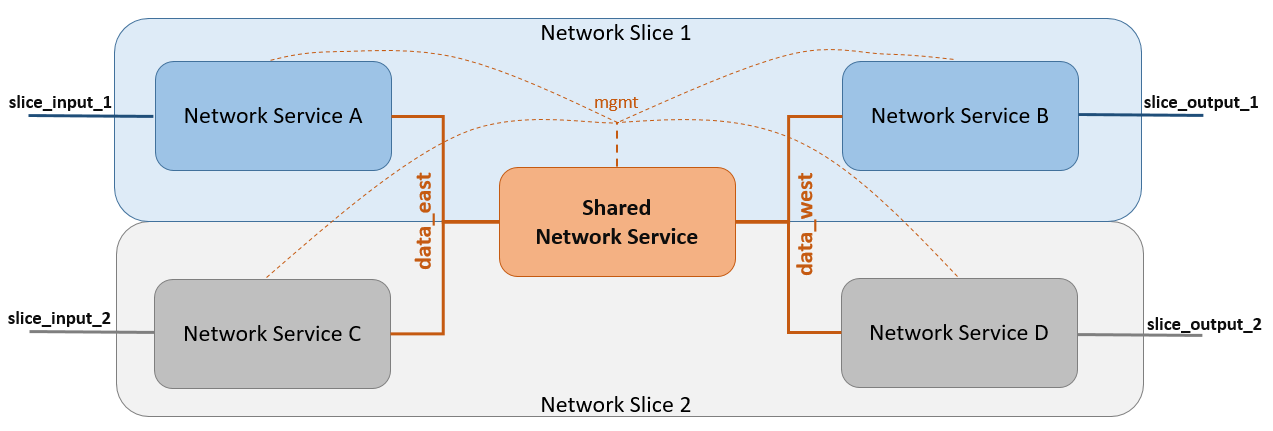 Network Slice 1
mgmt
slice_input_1
Network Service A
Network Service B
slice_output_1
data_east
Shared
Network Service
data_west
slice_input_2
Network Service C
Network Service D
slice_output_2
Network Slice 2